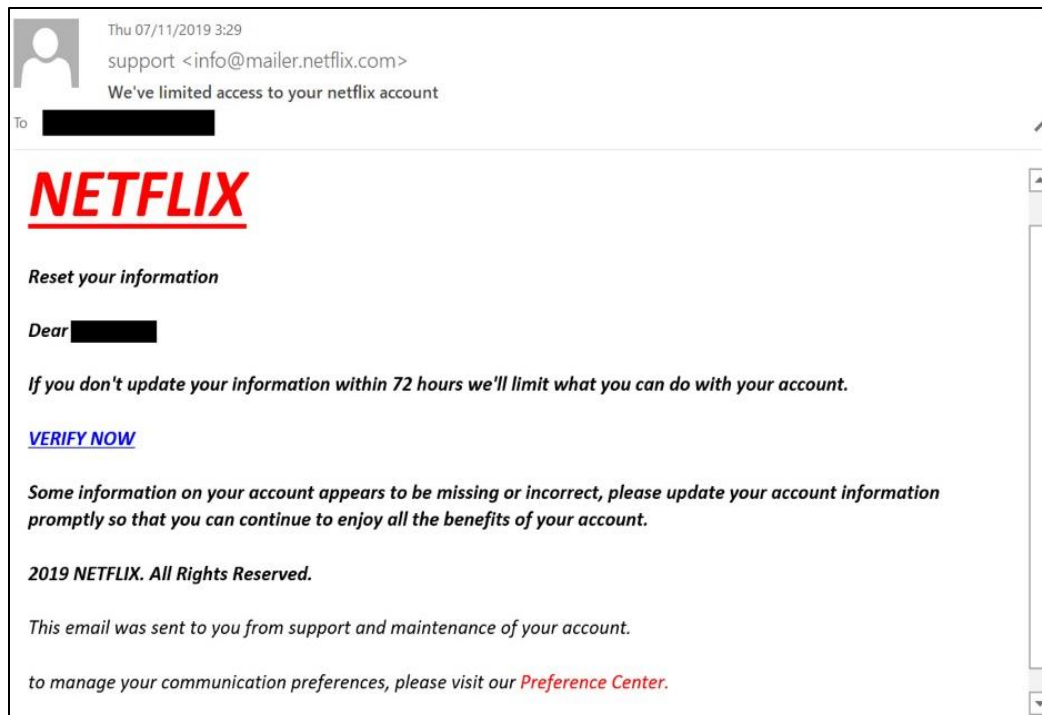 Thu 07/11/2019 3:29
support <info@mailer.netflix.com>
We've limited access to your netflix account
To
NETFLIX
Reset your information
Dear
If you don't update your information within 72 hours we'll limit what you can do with your account.
VERIFY NOW
Some information on your account appears to be missing or incorrect, please update your account information
promptly so that you can continue to enjoy all the benefits of your account.
2019 NETFLIX. All Rights Reserved.
This email was sent to you from support and maintenance of your account.
to manage your communication preferences, please visit our Preference Center.